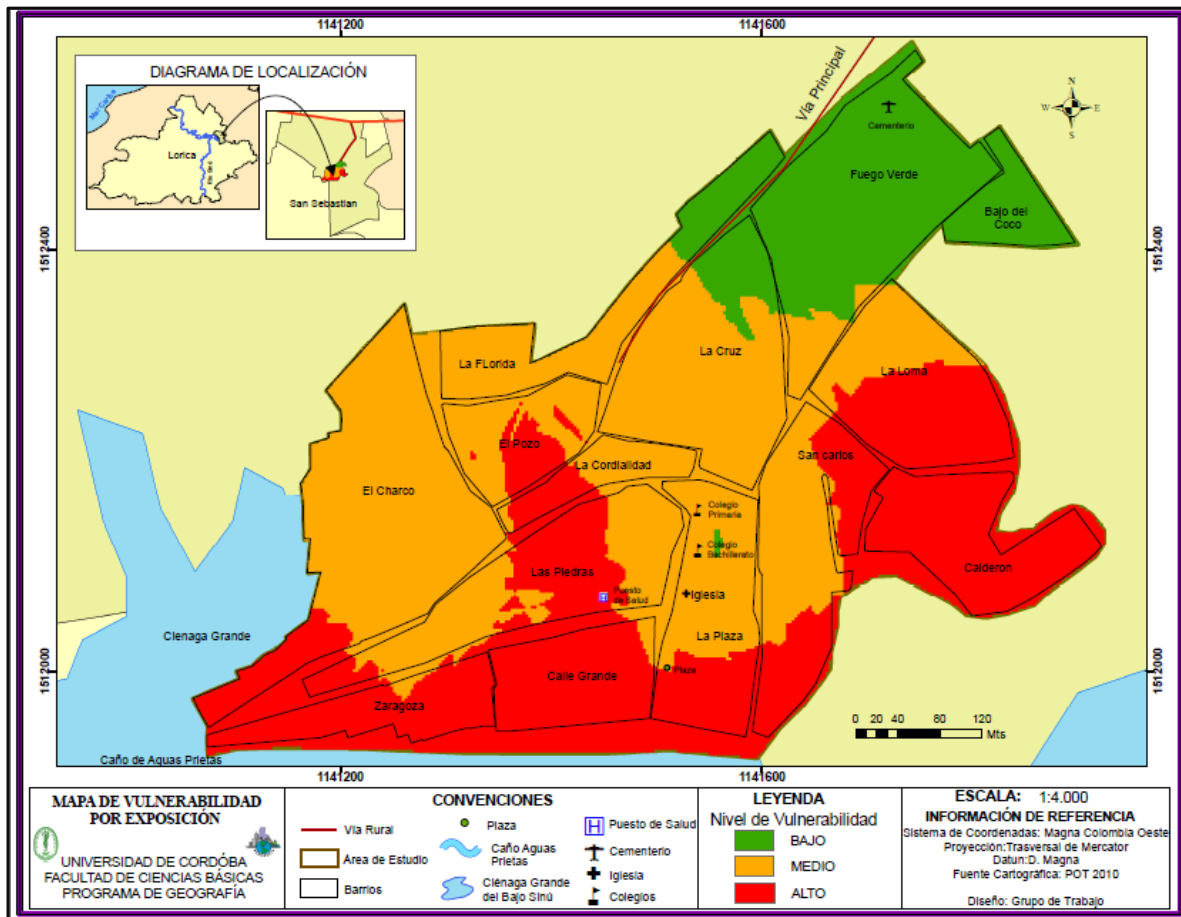 1141200
1141600
DIAGRAMA DE LOCALIZACIÓN
Mar Caribe
Lorica
Río Sinú
San Sebastian
Vía Principal
N
W E
S
Cementerio
Fuego Verde
Bajo del
Coco
1512400
1512400
La Cruz
La FLorida
La Loma
El Pozo
La Cordialidad
San carlos
El Charco
Colegio
Primaria
Colegio
Bachillerato
Las Piedras
Puesto
de Salud
Iglesia
Calderon
Cienaga Grande
La Plaza
Plaza
Calle Grande
Zaragoza
1512000
1512000
0 20 40 80 120
Mts
Caño de Aguas Prietas
1141200
1141600
MAPA DE VULNERABILIDAD
POR EXPOSICIÓN
UNIVERSIDAD DE CORDÓBA
FACULTAD DE CIENCIAS BÁSICAS
PROGRAMA DE GEOGRAFÍA
CONVENCIONES
Vía Rural
Área de Estudio
Barrios
Plaza
Caño Aguas
Prietas
Ciénaga Grande
del Bajo Sinú
H Puesto de Salud
Cementerio
Iglesia
Colegios
LEYENDA
Nivel de Vulnerabilidad
BAJO
MEDIO
ALTO
ESCALA: 1:4.000
INFORMACIÓN DE REFERENCIA
Sistema de Coordenadas: Magna Colombia Oeste
Proyección:Trasversal de Mercator
Datun:D. Magna
Fuente Cartográfica: POT 2010
Diseño: Grupo de Trabajo